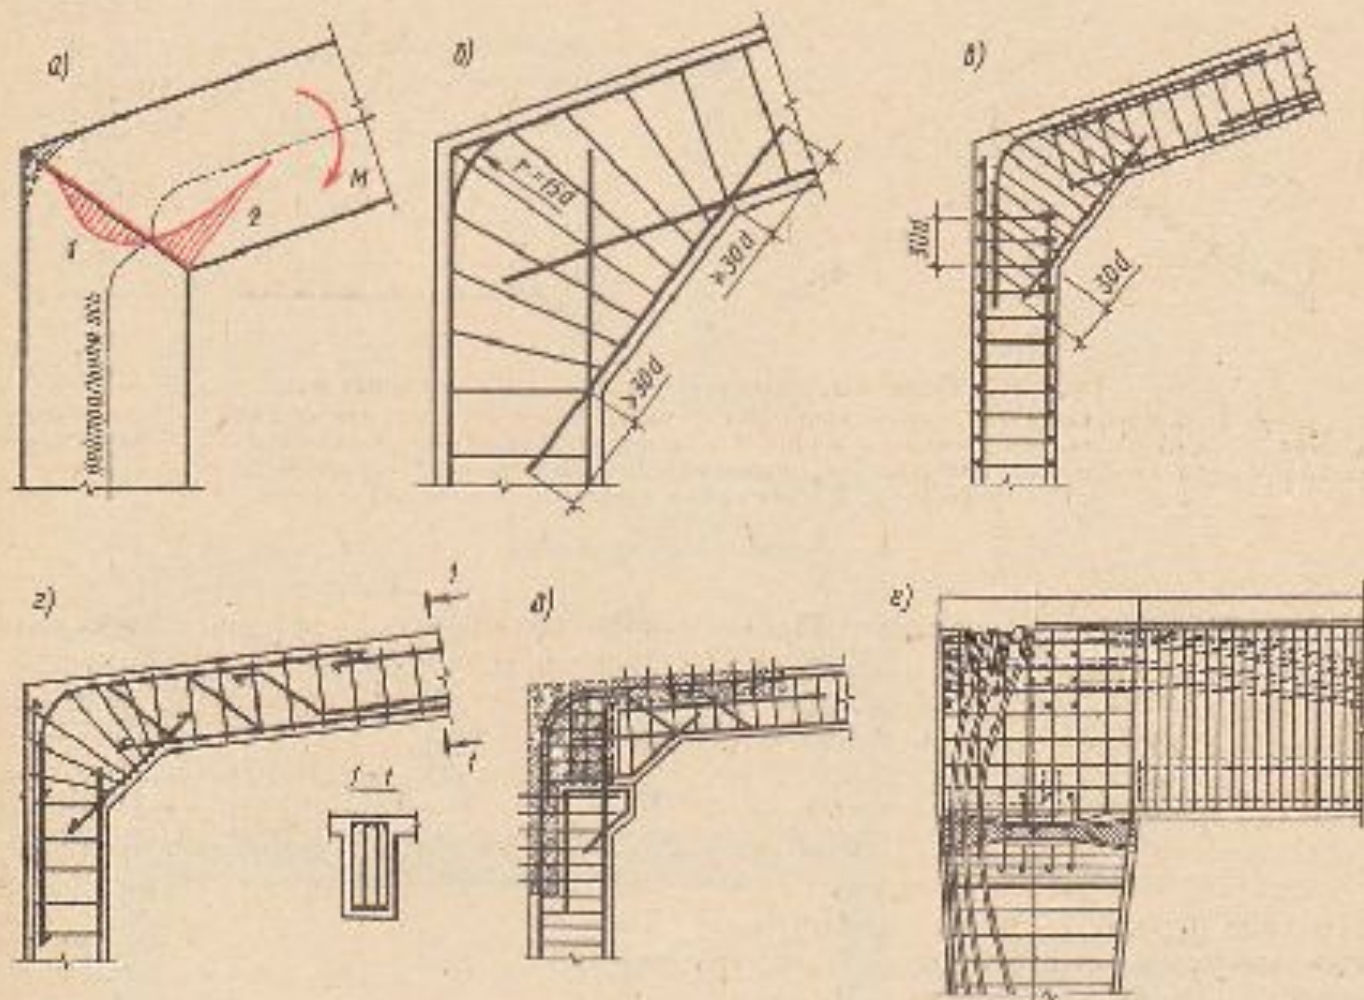 а)
M
1
2
нейтральная ось
б)
r=15d
≥30d
>30d
в)
30d
30d
г)
1
1
1-1
д)
е)